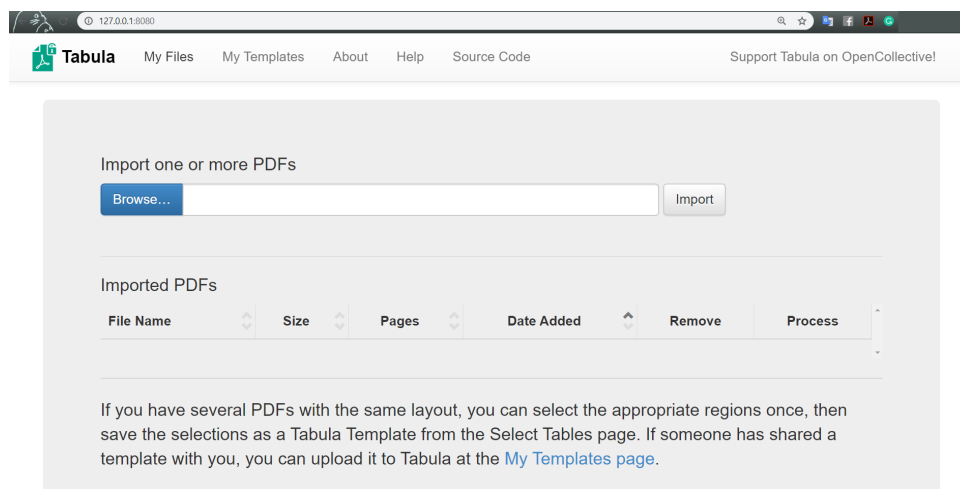 127.0.0.1:8080
Tabula My Files My Templates About Help Source Code Support Tabula on OpenCollective!
Import one or more PDFs
Browse... Import
Imported PDFs
File Name Size Pages Date Added Remove Process
If you have several PDFs with the same layout, you can select the appropriate regions once, then
save the selections as a Tabula Template from the Select Tables page. If someone has shared a
template with you, you can upload it to Tabula at the My Templates page.